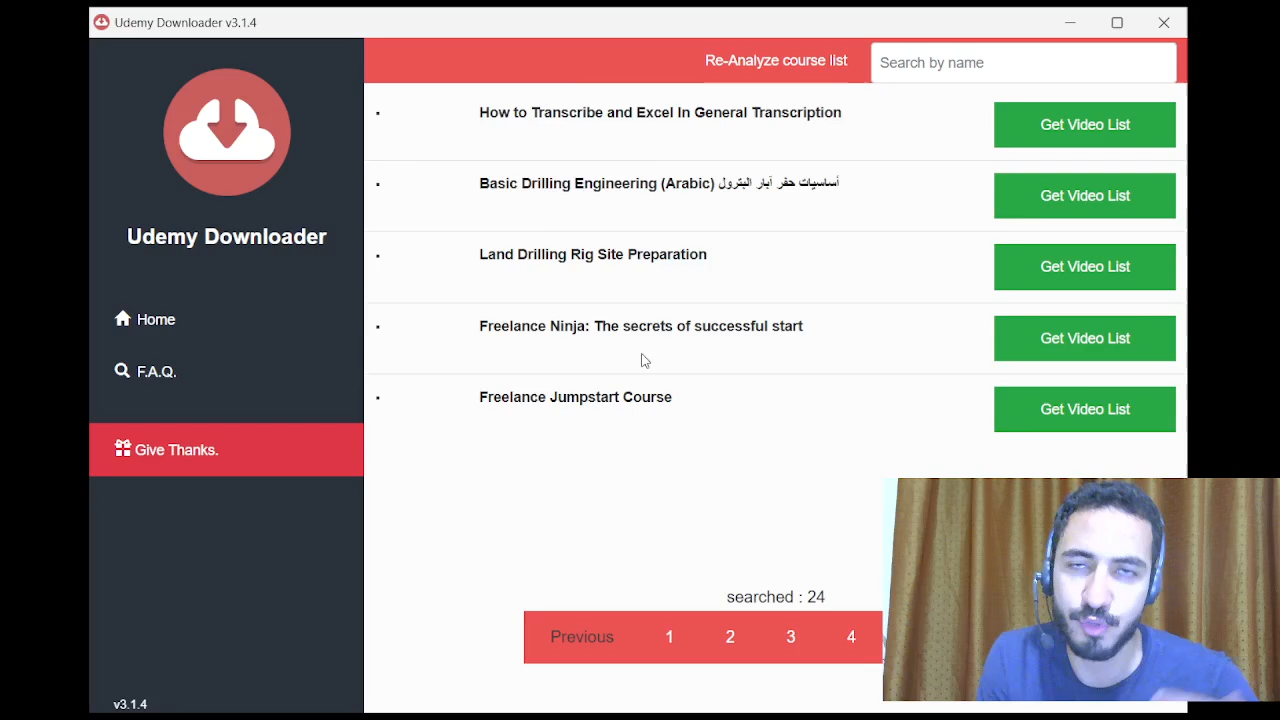 Udemy Downloader v3.1.4
Re-Analyze course list
Search by name
Udemy Downloader
Home
F.A.Q.
Give Thanks.
v3.1.4
How to Transcribe and Excel In General Transcription
Get Video List
Basic Drilling Engineering (Arabic) أساسيات حفر آبار البترول
Get Video List
Land Drilling Rig Site Preparation
Get Video List
Freelance Ninja: The secrets of successful start
Get Video List
Freelance Jumpstart Course
Get Video List
searched : 24
Previous 1 2 3 4